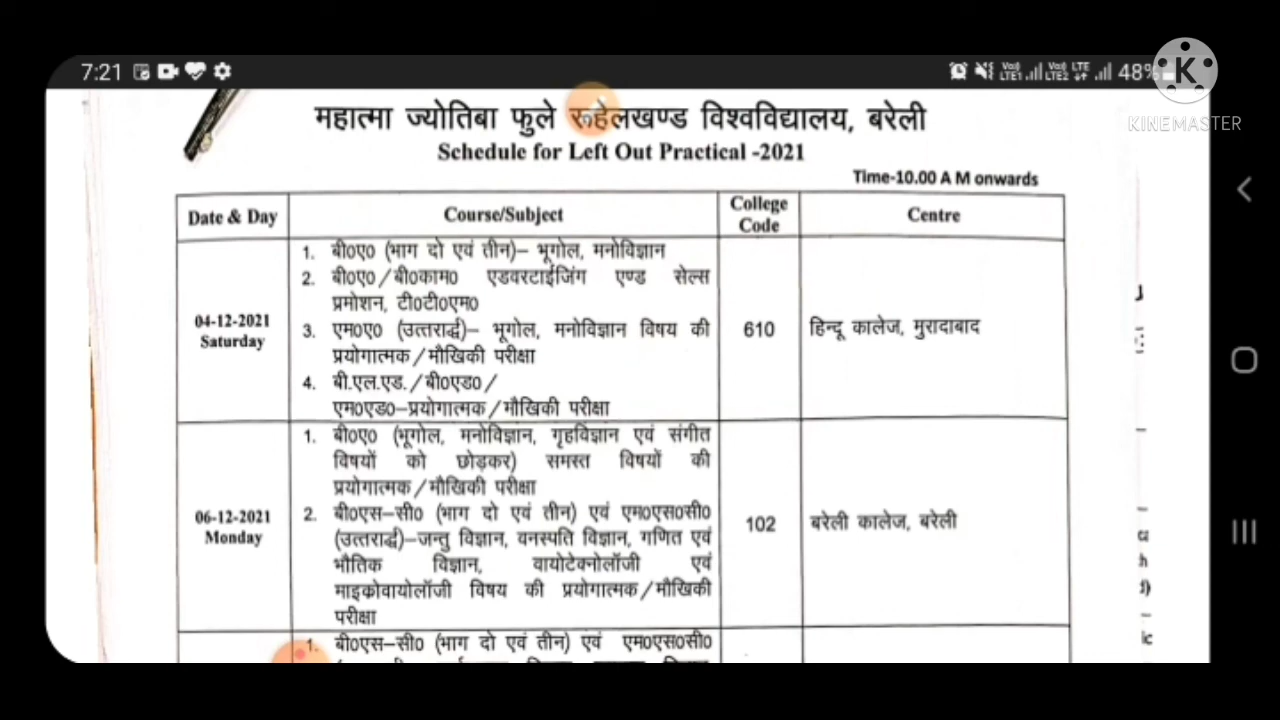 7:21
Vo)) LTE1 Vo)) LTE2 LTE 48%
K
KINEMASTER
महात्मा ज्योतिबा फुले रूहेलखण्ड विश्वविद्यालय, बरेली
Schedule for Left Out Practical -2021
Time-10.00 A M onwards
Date & Day
Course/Subject
College
Code
Centre
04-12-2021
Saturday
1. बी0ए0 (भाग दो एवं तीन)– भूगोल, मनोविज्ञान
2. बी0ए0/बी0काम0 एडवरटाईजिंग एण्ड सेल्स
प्रमोशन, टी0टी0एम0
3. एम0ए0 (उत्तरार्द्ध)– भूगोल, मनोविज्ञान विषय की
प्रयोगात्मक/मौखिकी परीक्षा
4. बी.एल.एड./बी0एड0/
एम0एड0–प्रयोगात्मक/मौखिकी परीक्षा
610
हिन्दू कालेज, मुरादाबाद
06-12-2021
Monday
1. बी0ए0 (भूगोल, मनोविज्ञान, गृहविज्ञान एवं संगीत
विषयों को छोड़कर) समस्त विषयों की
प्रयोगात्मक/मौखिकी परीक्षा
2. बी0एस–सी0 (भाग दो एवं तीन) एवं एम0एस0सी0
(उत्तरार्द्ध)–जन्तु विज्ञान, वनस्पति विज्ञान, गणित एवं
भौतिक विज्ञान, वायोटेक्नोलॉजी एवं
माइक्रोवायोलॉजी विषय की प्रयोगात्मक/मौखिकी
परीक्षा
102
बरेली कालेज, बरेली
1. बी0एस–सी0 (भाग दो एवं तीन) एवं एम0एस0सी0